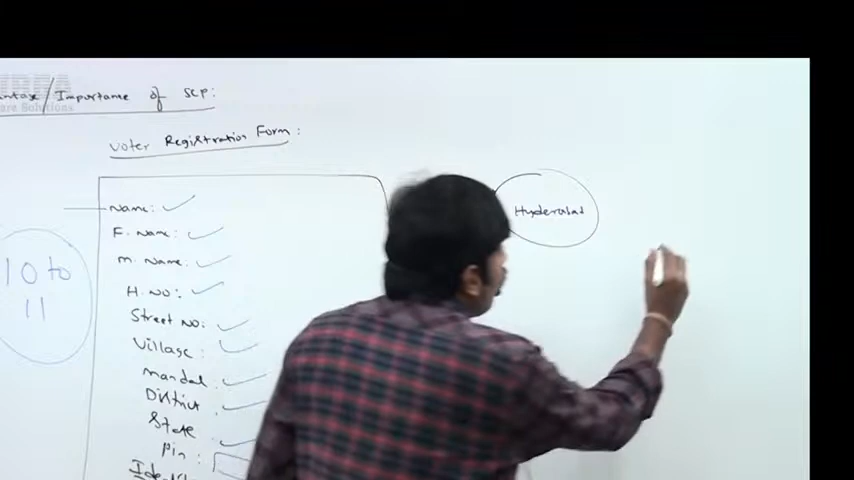 /Importance of SCP:
Voter Registration Form:
Name:
F. Name:
M. Name:
H. NO:
Street NO:
Village:
Mandal:
District:
State:
Pin:
10 to
11
Hyderabad